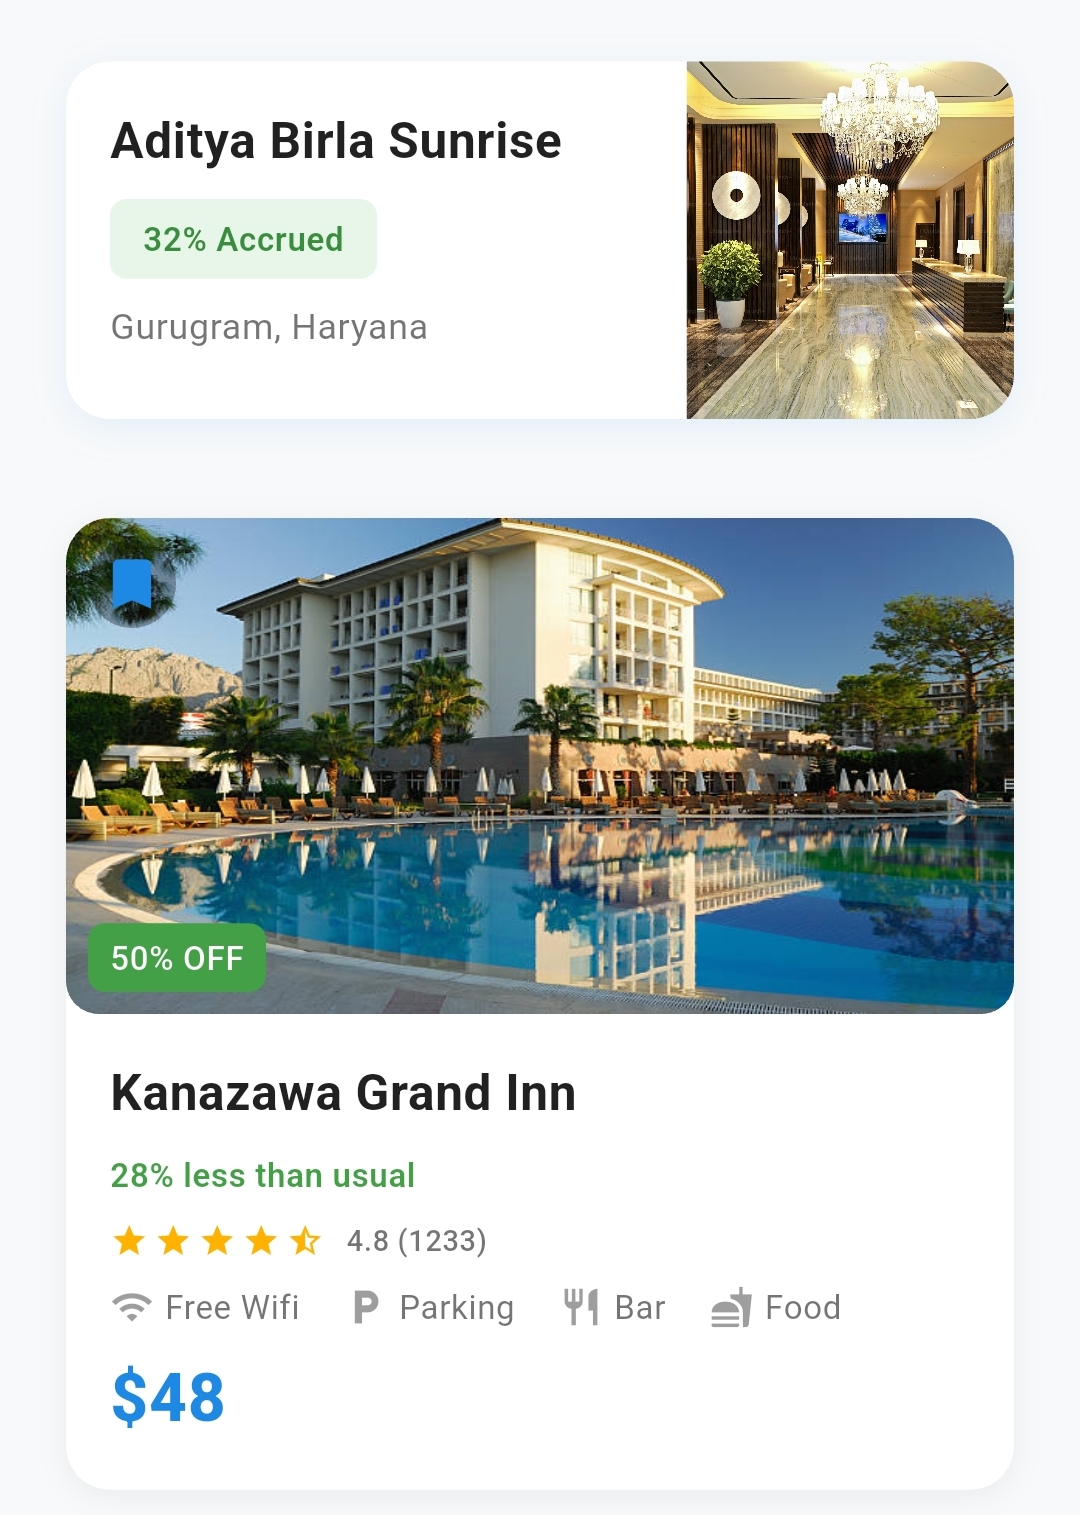 Aditya Birla Sunrise
32% Accrued
Gurugram, Haryana
50% OFF
Kanazawa Grand Inn
28% less than usual
4.8 (1233)
Free Wifi P Parking Bar Food
$48